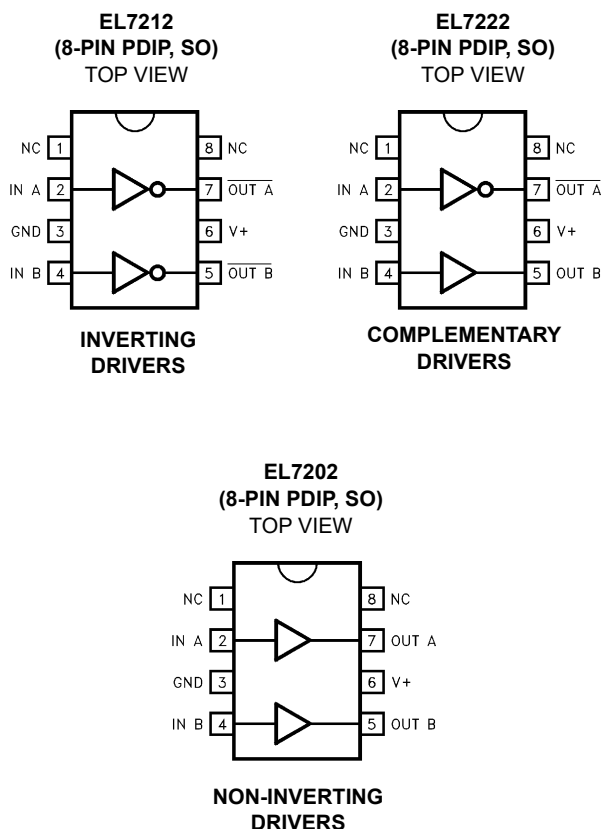 EL7212
(8-PIN PDIP, SO)
TOP VIEW
NC 1
8 NC
IN A 2
7 OUT A
GND 3
6 V+
IN B 4
5 OUT B
INVERTING
DRIVERS
EL7222
(8-PIN PDIP, SO)
TOP VIEW
NC 1
8 NC
IN A 2
7 OUT A
GND 3
6 V+
IN B 4
5 OUT B
COMPLEMENTARY
DRIVERS
EL7202
(8-PIN PDIP, SO)
TOP VIEW
NC 1
8 NC
IN A 2
7 OUT A
GND 3
6 V+
IN B 4
5 OUT B
NON-INVERTING
DRIVERS